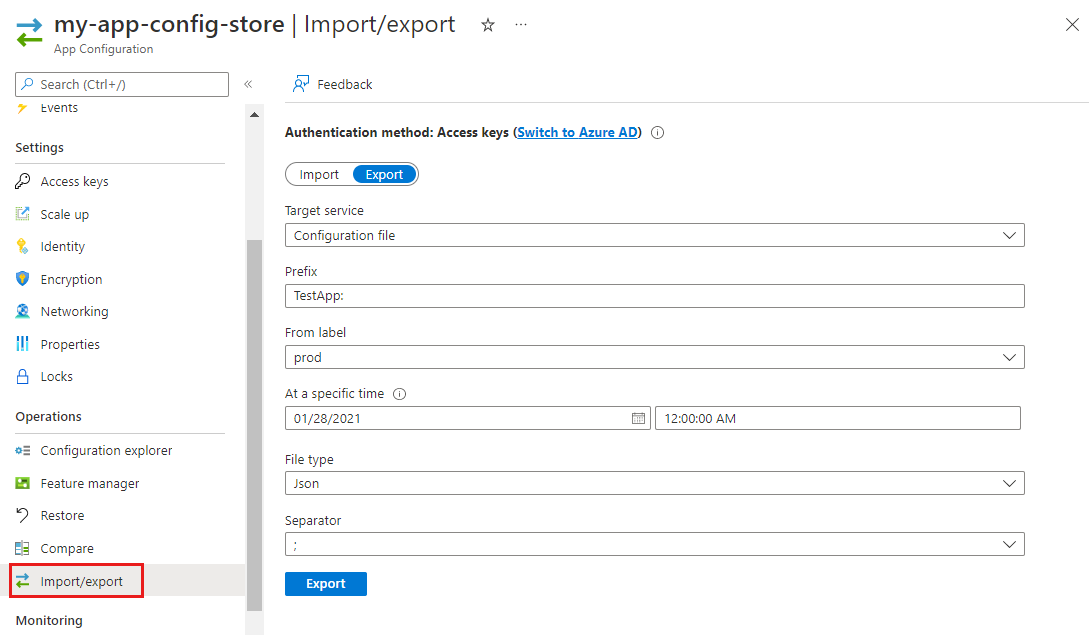 my-app-config-store | Import/export
App Configuration
Search (Ctrl+/)
Events
Settings
Access keys
Scale up
Identity
Encryption
Networking
Properties
Locks
Operations
Configuration explorer
Feature manager
Restore
Compare
Import/export
Monitoring
Feedback
Authentication method: Access keys (Switch to Azure AD)
Import Export
Target service
Configuration file
Prefix
TestApp:
From label
prod
At a specific time
01/28/2021 12:00:00 AM
File type
Json
Separator
;
Export